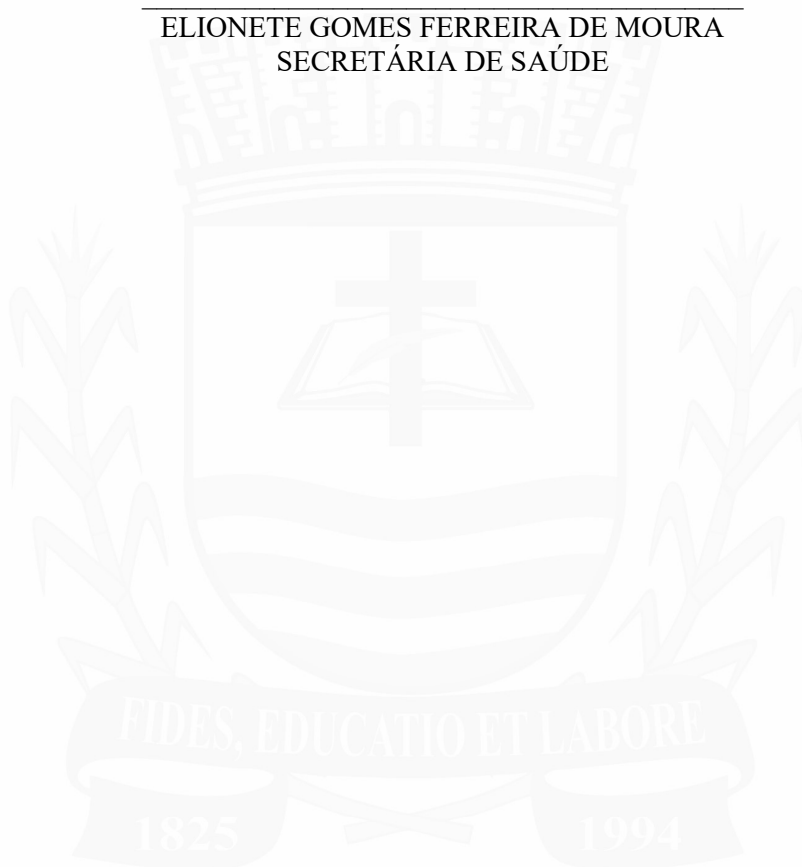 ELIONETE GOMES FERREIRA DE MOURA
SECRETÁRIA DE SAÚDE
FIDES, EDUCATIO ET LABORE
1825
1994